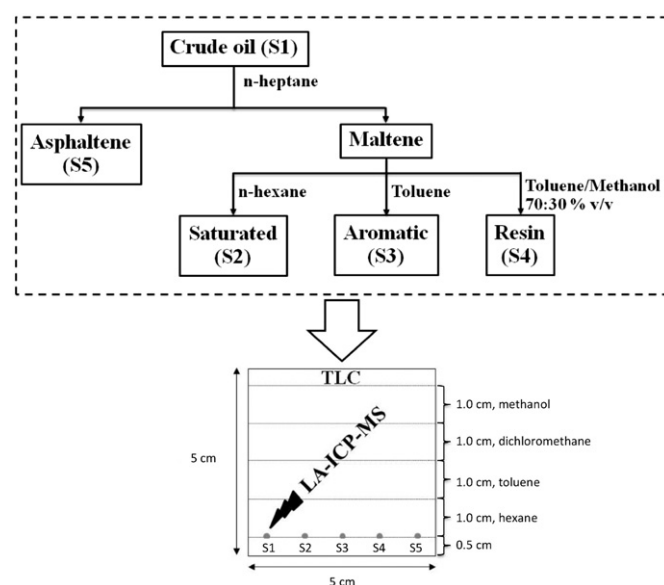 Crude oil (S1)
n-heptane
Asphaltene
(S5)
Maltene
n-hexane
Toluene
Toluene/Methanol
70:30 % v/v
Saturated
(S2)
Aromatic
(S3)
Resin
(S4)
TLC
1.0 cm, methanol
LA-ICP-MS
1.0 cm, dichloromethane
5 cm
1.0 cm, toluene
1.0 cm, hexane
S1 S2 S3 S4 S5
0.5 cm
5 cm